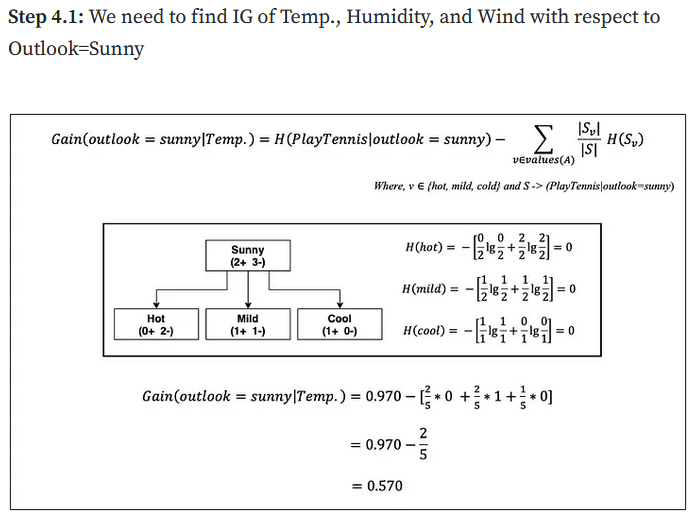 Step 4.1: We need to find IG of Temp., Humidity, and Wind with respect to
Outlook=Sunny
Gain(outlook = sunny|Temp.) = H(PlayTennis|outlook = sunny) − ∑ |Sᵥ| / |S| H(Sᵥ)
v∈values(A)
Where, v ∈ {hot, mild, cold} and S -> (PlayTennis|outlook=sunny)
Sunny
(2+ 3-)
Hot
(0+ 2-)
Mild
(1+ 1-)
Cool
(1+ 0-)
H(hot) = −[0/2 lg 0/2 + 2/2 lg 2/2] = 0
H(mild) = −[1/2 lg 1/2 + 1/2 lg 1/2] = 0
H(cool) = −[1/1 lg 1/1 + 0/1 lg 0/1] = 0
Gain(outlook = sunny|Temp.) = 0.970 − [2/5 * 0 + 2/5 * 1 + 1/5 * 0]
= 0.970 − 2/5
= 0.570